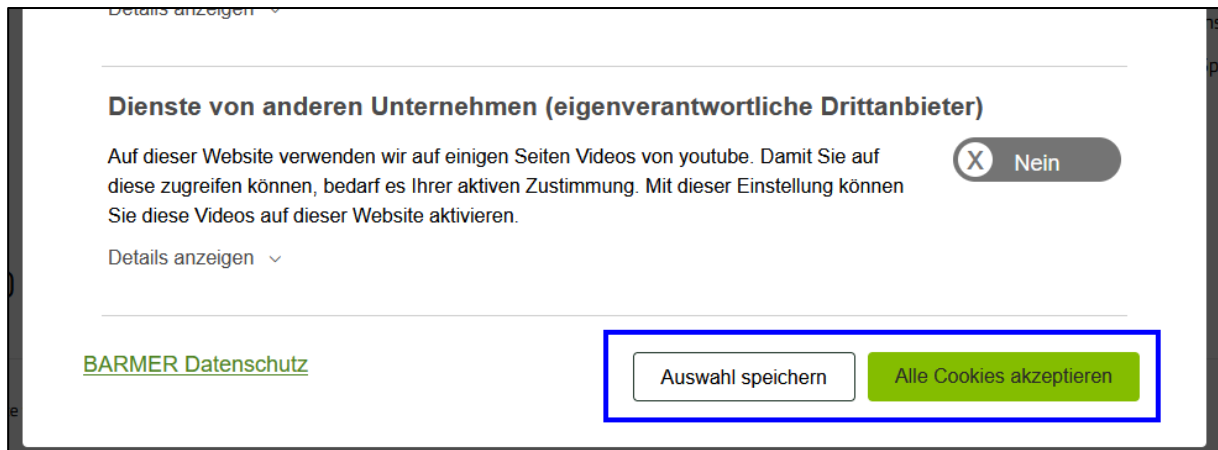 Details anzeigen
Dienste von anderen Unternehmen (eigenverantwortliche Drittanbieter)
Auf dieser Website verwenden wir auf einigen Seiten Videos von youtube. Damit Sie auf
diese zugreifen können, bedarf es Ihrer aktiven Zustimmung. Mit dieser Einstellung können
Sie diese Videos auf dieser Website aktivieren.
X Nein
Details anzeigen
BARMER Datenschutz
Auswahl speichern
Alle Cookies akzeptieren